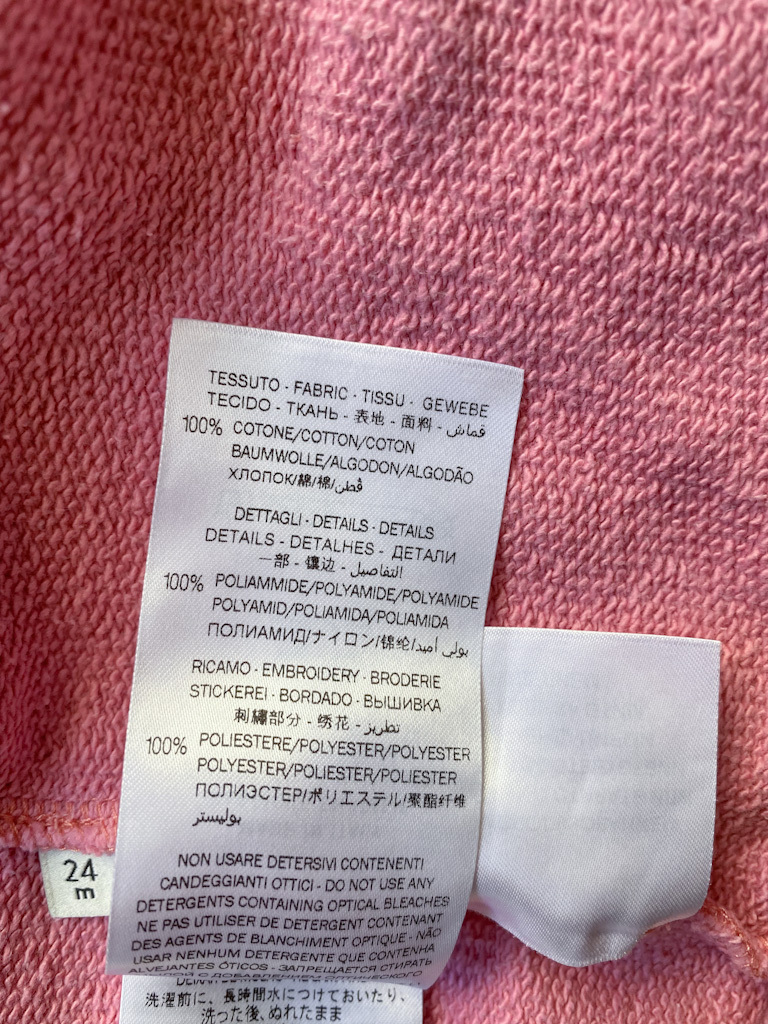 TESSUTO - FABRIC - TISSU - GEWEBE
TECIDO - ТКАНЬ - 表地 - 面料 - قماش
100% COTONE/COTTON/COTON
BAUMWOLLE/ALGODON/ALGODÃO
ХЛОПОК/綿/棉/قطن
DETTAGLI - DETAILS - DETAILS
DETAILS - DETALHES - ДЕТАЛИ
一部 - 镶边 - التفاصيل
100% POLIAMMIDE/POLYAMIDE/POLYAMIDE
POLYAMID/POLIAMIDA/POLIAMIDA
ПОЛИАМИД/ナイロン/锦纶/بولي أميد
RICAMO - EMBROIDERY - BRODERIE
STICKEREI - BORDADO - ВЫШИВКА
刺繡部分 - 绣花 - تطريز
100% POLIESTERE/POLYESTER/POLYESTER
POLYESTER/POLIESTER/POLIESTER
ПОЛИЭСТЕР/ポリエステル/聚酯纤维
بوليستر
24
m
NON USARE DETERSIVI CONTENENTI
CANDEGGIANTI OTTICI - DO NOT USE ANY
DETERGENTS CONTAINING OPTICAL BLEACHES
NE PAS UTILISER DE DETERGENT CONTENANT
DES AGENTS DE BLANCHIMENT OPTIQUE - NÃO
USAR NENHUM DETERGENTE QUE CONTENHA
ALVEJANTES ÓTICOS - ЗАПРЕЩАЕТСЯ СТИРАТЬ
洗濯前に、長時間水につけておいたり、
洗った後、ぬれたまま